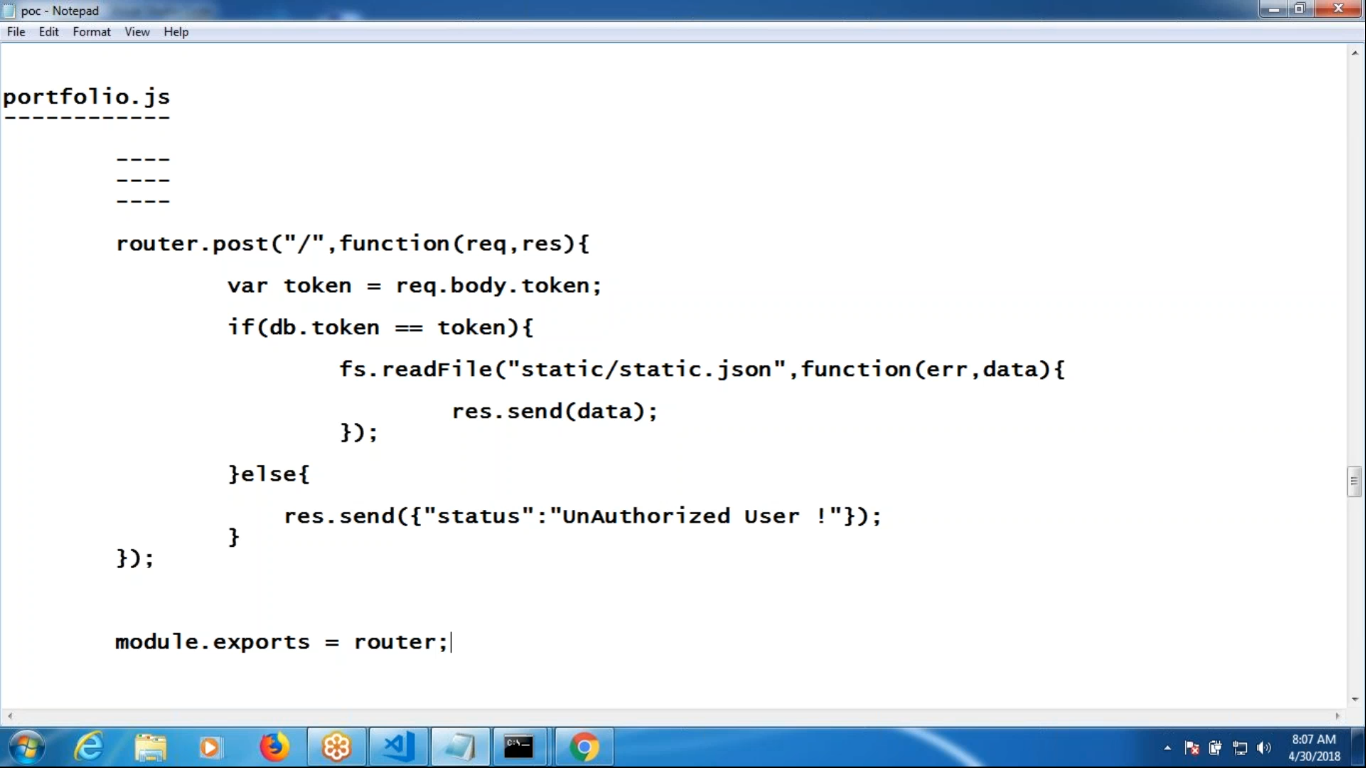 poc - Notepad
File Edit Format View Help
portfolio.js
------------
----
----
----
router.post("/",function(req,res){
var token = req.body.token;
if(db.token == token){
fs.readFile("static/static.json",function(err,data){
res.send(data);
});
}else{
res.send({"status":"UnAuthorized User !"});
}
});
module.exports = router;
8:07 AM
4/30/2018